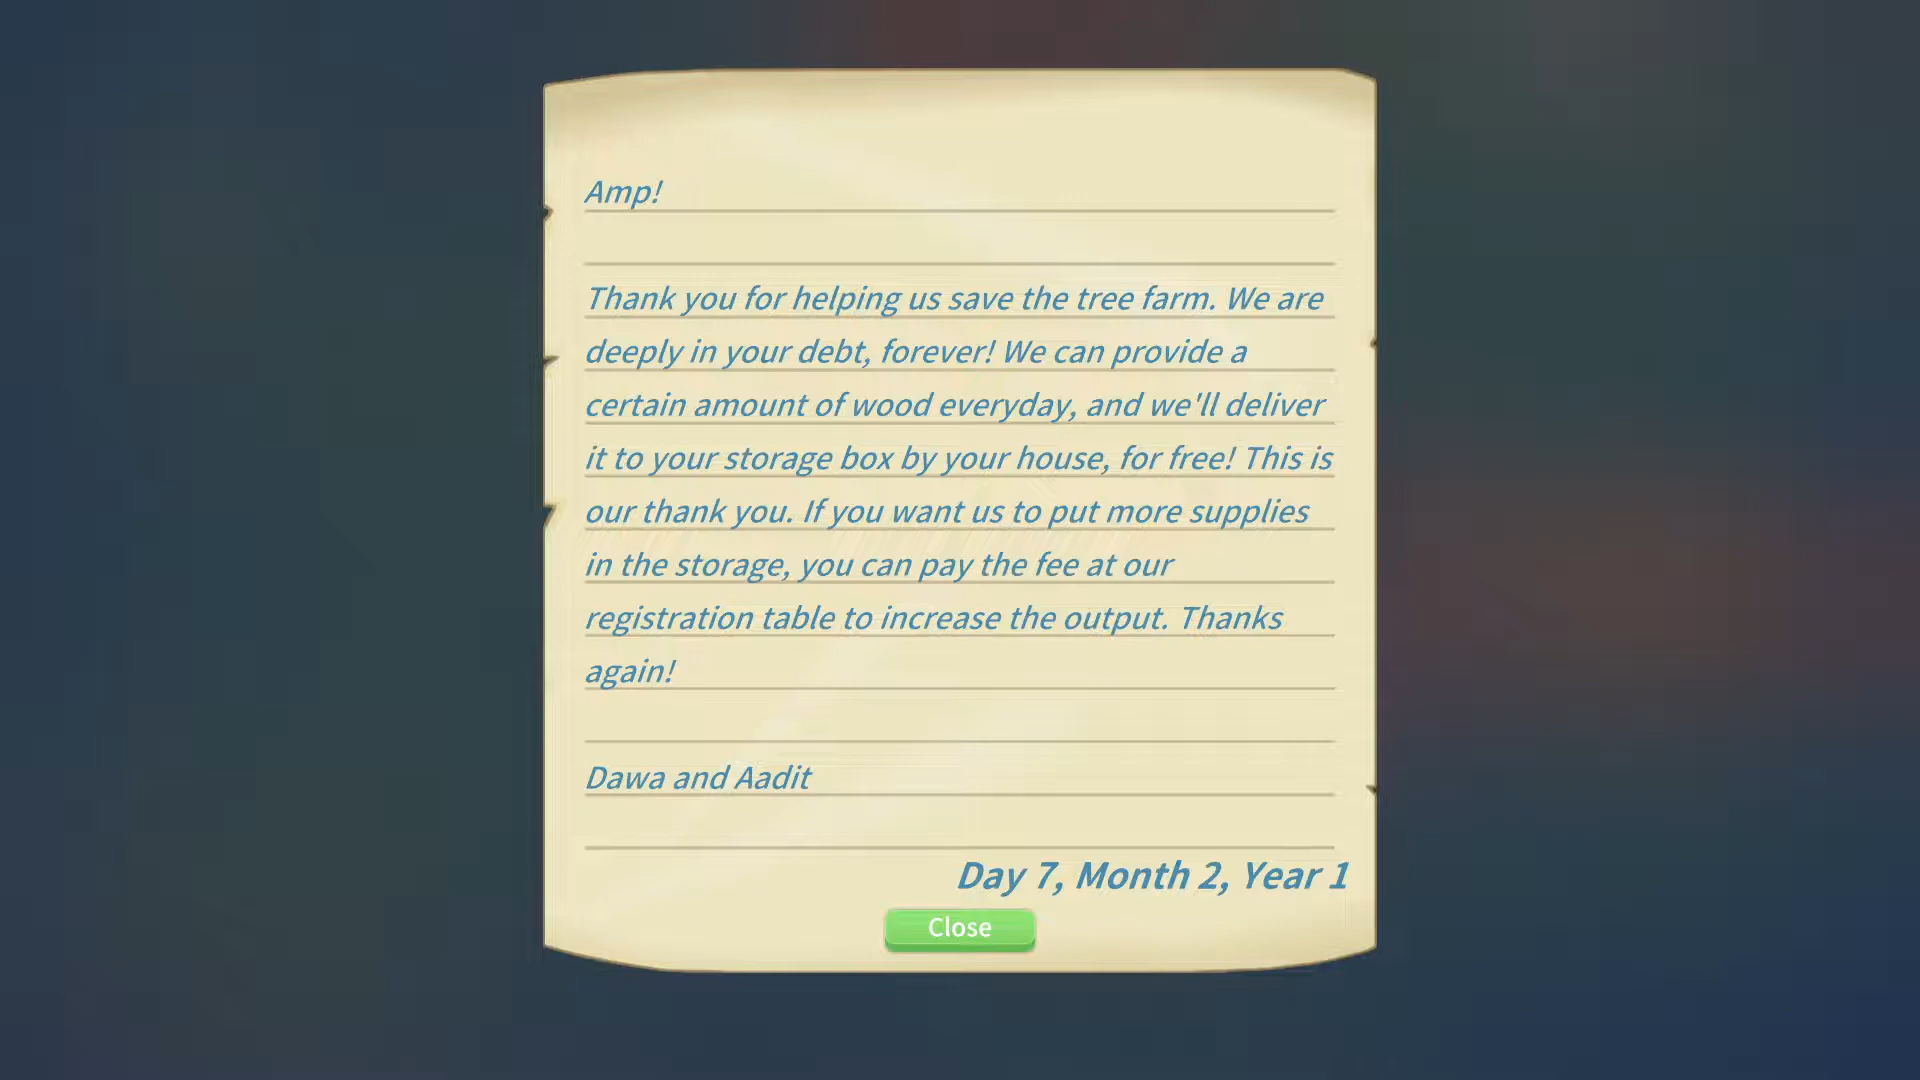 Amp!
Thank you for helping us save the tree farm. We are
deeply in your debt, forever! We can provide a
certain amount of wood everyday, and we'll deliver
it to your storage box by your house, for free! This is
our thank you. If you want us to put more supplies
in the storage, you can pay the fee at our
registration table to increase the output. Thanks
again!
Dawa and Aadit
Day 7, Month 2, Year 1
Close